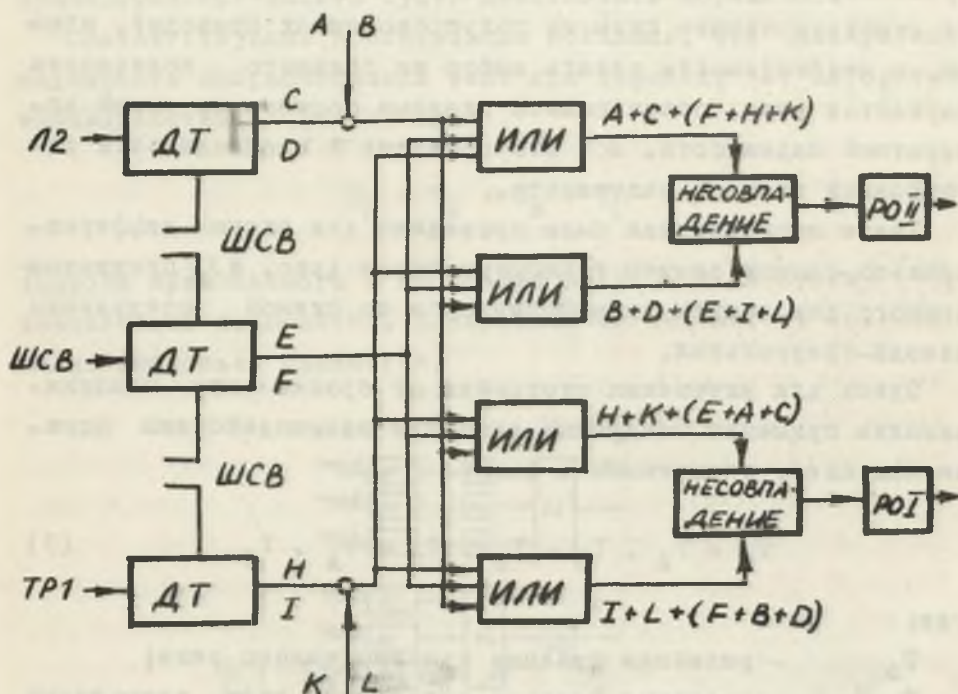 A B
C
D
Л2
ДТ
ИЛИ
A+C+(F+H+K)
НЕСОВПА-
ДЕНИЕ
РО II
ШСВ
ИЛИ
B+D+(E+I+L)
ШСВ
ДТ
E
F
ИЛИ
H+K+(E+A+C)
ШСВ
НЕСОВПА-
ДЕНИЕ
РО I
ТР1
ДТ
H
I
ИЛИ
I+L+(F+B+D)
K L